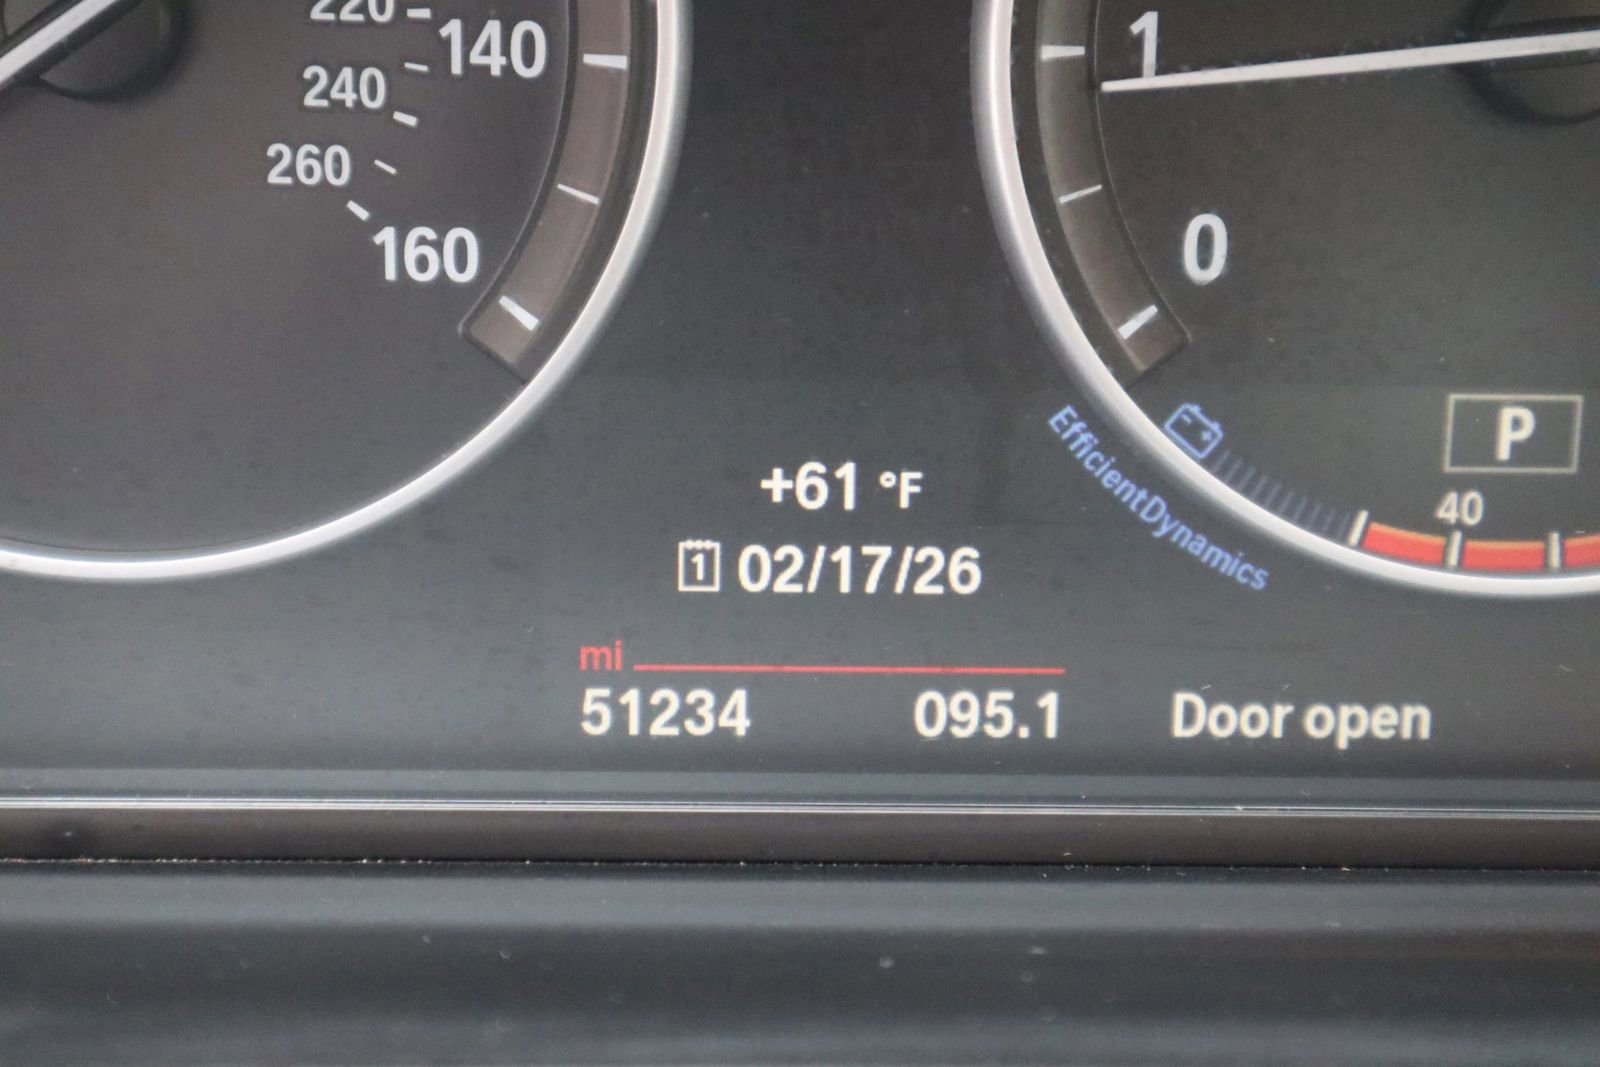 220
140
240
260
160
1
0
P
40
EfficientDynamics
+61 °F
1 02/17/26
mi
51234 095.1 Door open